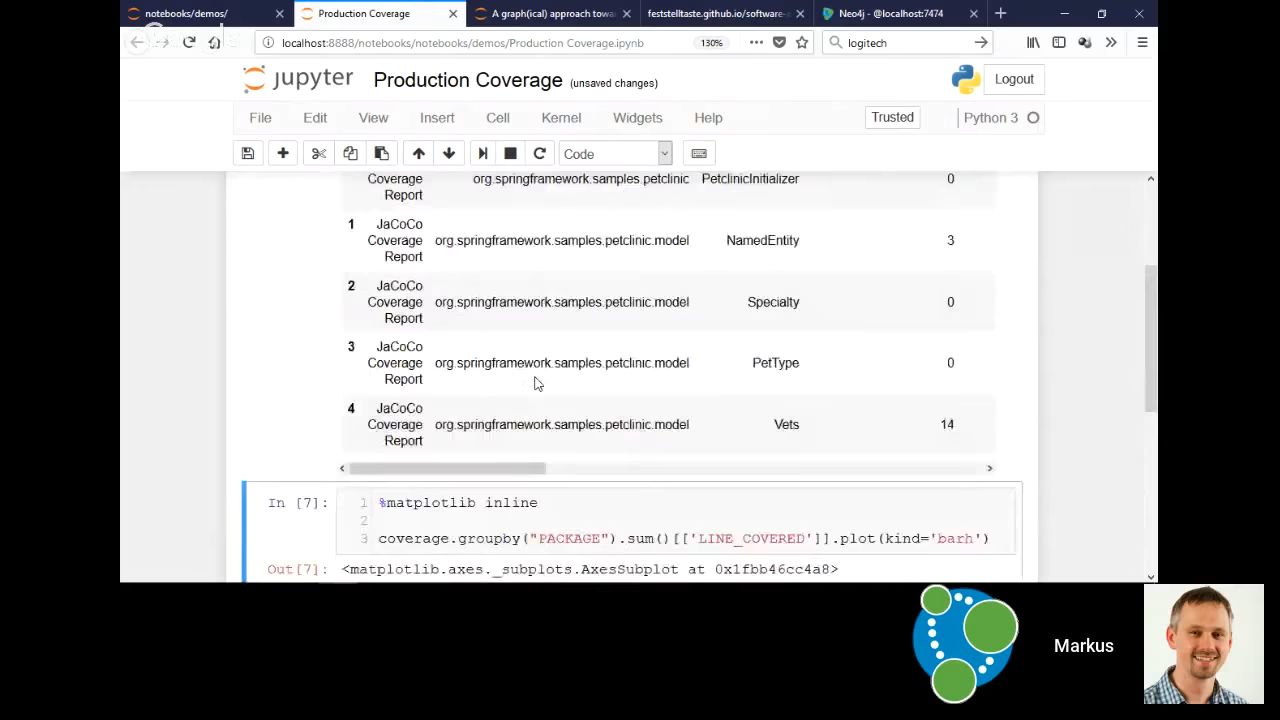 notebooks/demos/
Production Coverage
A graph(ical) approach towa
feststelltaste.github.io/software-
Neo4j - @localhost:7474
localhost:8888/notebooks/notebooks/demos/Production Coverage.ipynb
130%
logitech
jupyter
Production Coverage (unsaved changes)
Logout
File Edit View Insert Cell Kernel Widgets Help
Trusted
Python 3
Code
Coverage org.springframework.samples.petclinic PetclinicInitializer 0
Report
1 JaCoCo
Coverage org.springframework.samples.petclinic.model NamedEntity 3
Report
2 JaCoCo
Coverage org.springframework.samples.petclinic.model Specialty 0
Report
3 JaCoCo
Coverage org.springframework.samples.petclinic.model PetType 0
Report
4 JaCoCo
Coverage org.springframework.samples.petclinic.model Vets 14
Report
In [7]: 1 %matplotlib inline
2
3 coverage.groupby("PACKAGE").sum()[['LINE_COVERED']].plot(kind='barh')
Out[7]: <matplotlib.axes._subplots.AxesSubplot at 0x1fbb46cc4a8>
Markus